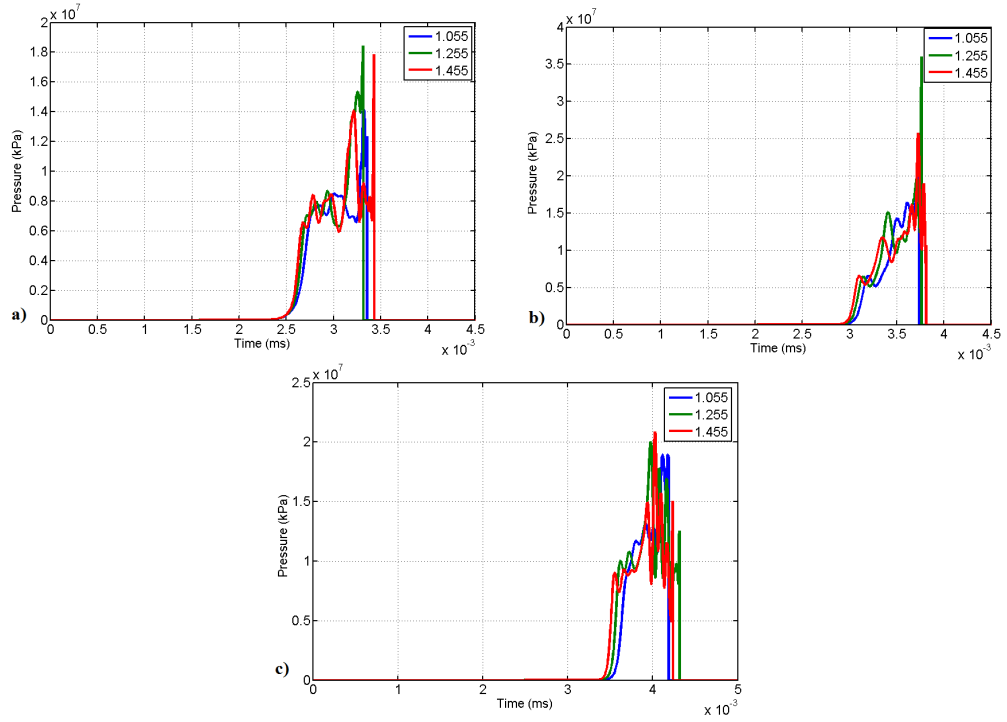 x 10^7
2
1.8
1.6
1.4
1.2
1
0.8
0.6
0.4
0.2
0
Pressure (kPa)
1.055
1.255
1.455
a)
0 0.5 1 1.5 2 2.5 3 3.5 4 4.5
Time (ms)
x 10^-3
x 10^7
4
3.5
3
2.5
2
1.5
1
0.5
0
Pressure (kPa)
1.055
1.255
1.455
b)
0 0.5 1 1.5 2 2.5 3 3.5 4 4.5
Time (ms)
x 10^-3
x 10^7
2.5
2
1.5
1
0.5
0
Pressure (kPa)
1.055
1.255
1.455
c)
0 1 2 3 4 5
Time (ms)
x 10^-3